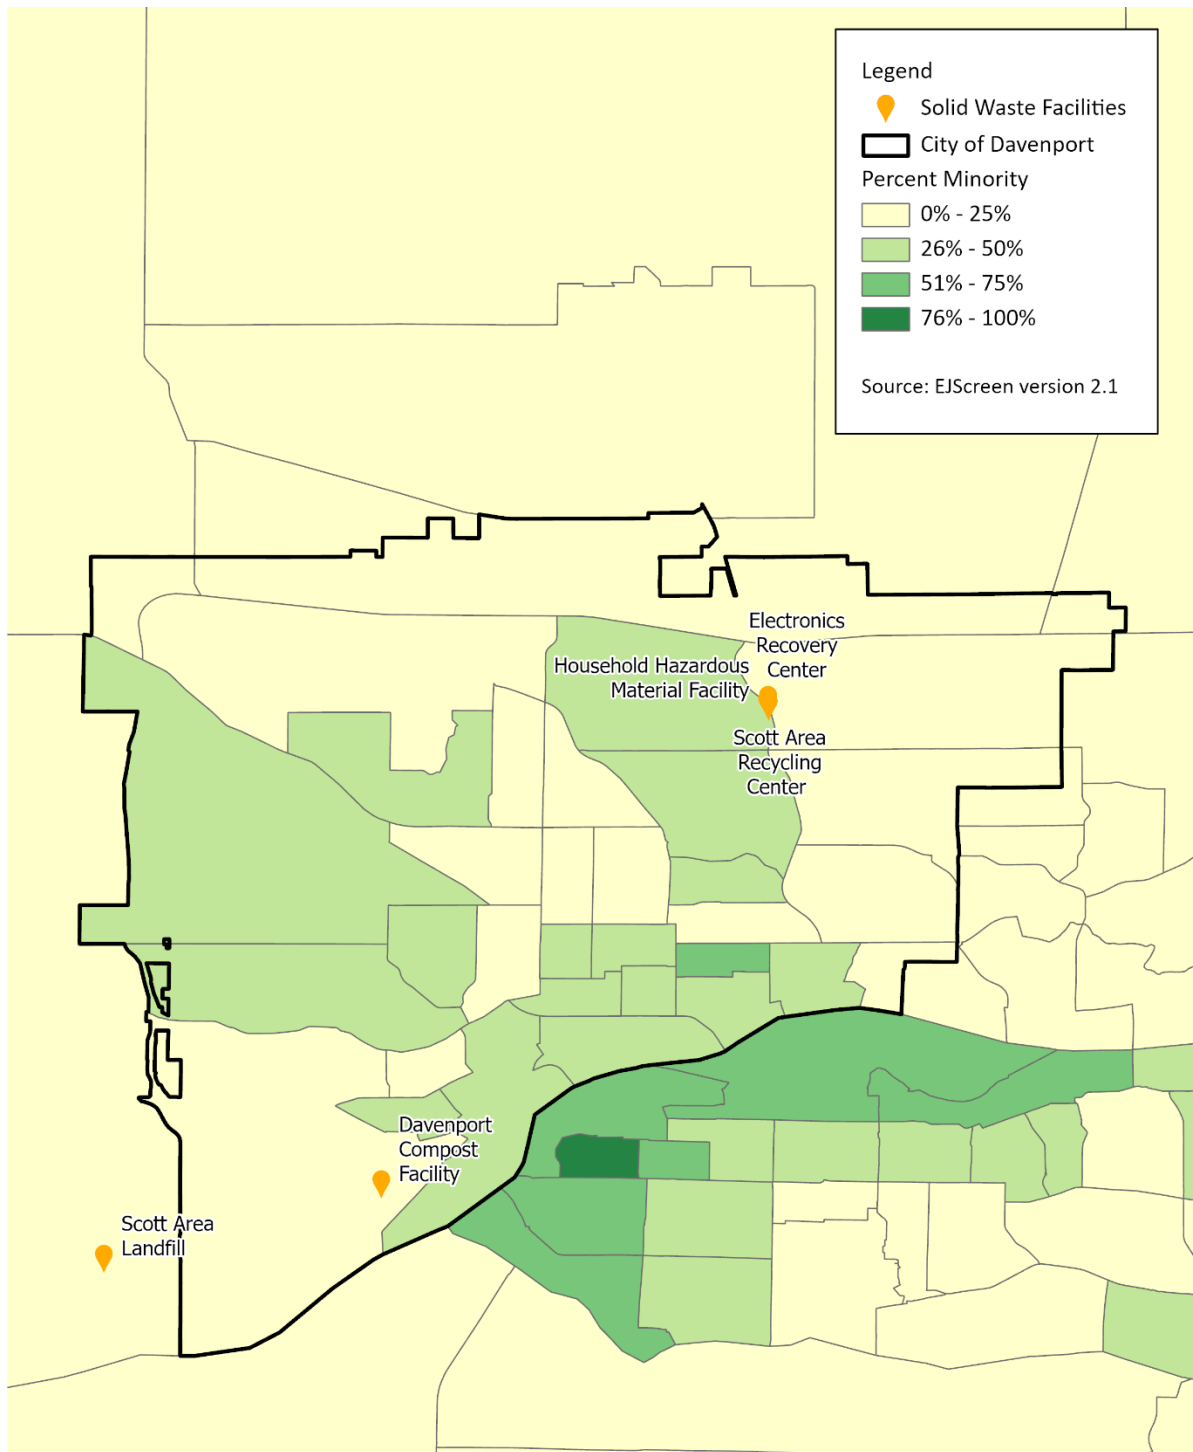 Legend
Solid Waste Facilities
City of Davenport
Percent Minority
0% - 25%
26% - 50%
51% - 75%
76% - 100%
Source: EJScreen version 2.1
Electronics
Recovery
Center
Household Hazardous
Material Facility
Scott Area
Recycling
Center
Davenport
Compost
Facility
Scott Area
Landfill